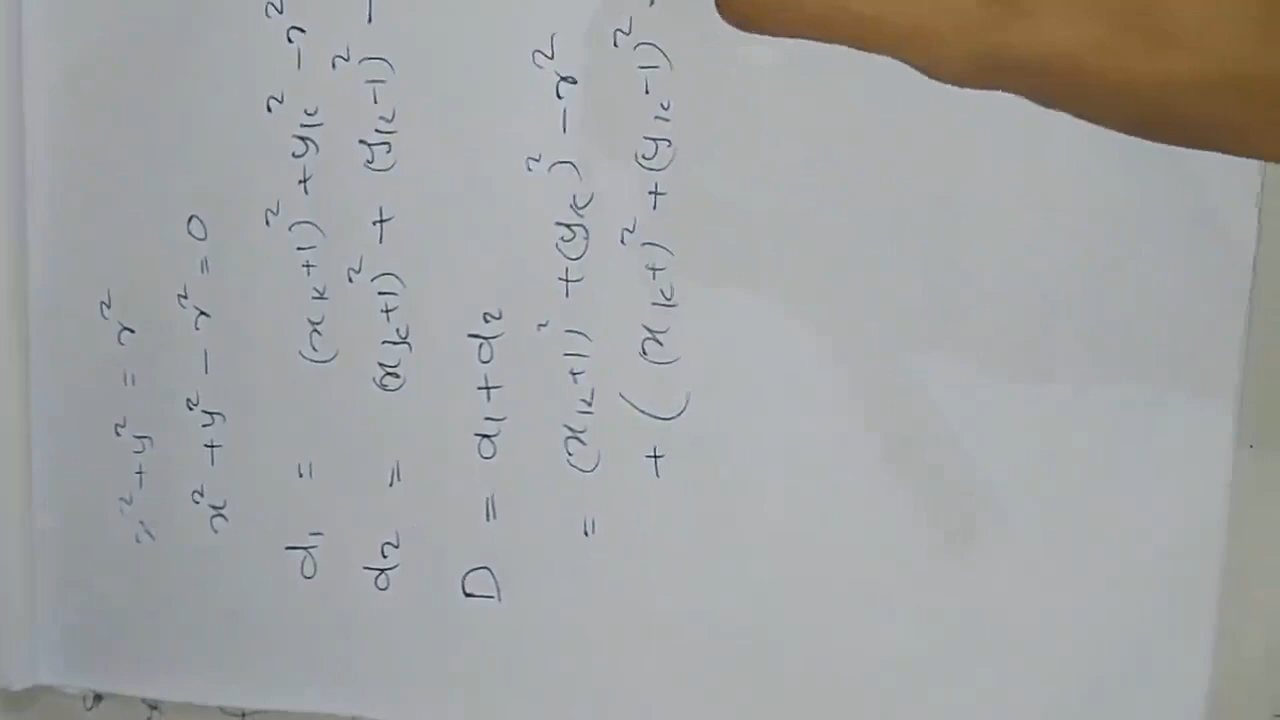 x² + y² = r²
x² + y² - r² = 0
d₁ = (xₖ+1)² + yₖ² - r²
d₂ = (xₖ+1)² + (yₖ-1)² -
D = d₁ + d₂
= (xₖ+1)² + (yₖ)² - r²
+ ( (xₖ+)² + (yₖ-1)²